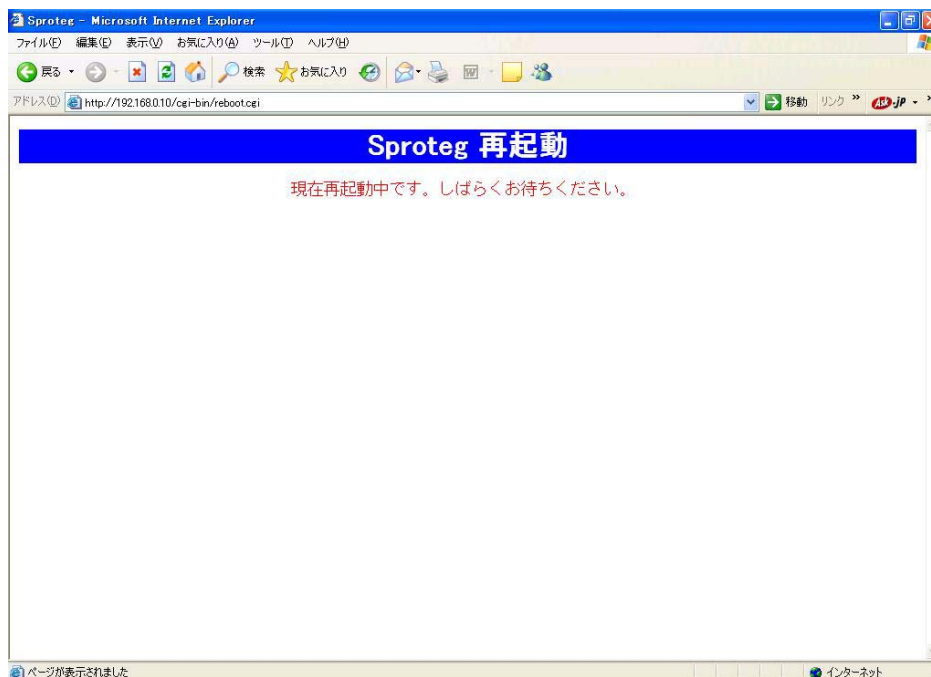 Sproteg - Microsoft Internet Explorer
ファイル(F) 編集(E) 表示(V) お気に入り(A) ツール(T) ヘルプ(H)
戻る 検索 お気に入り
アドレス(D) http://192.168.0.10/cgi-bin/reboot.cgi 移動 リンク » Ask.jp
Sproteg 再起動
現在再起動中です。しばらくお待ちください。
ページが表示されました インターネット